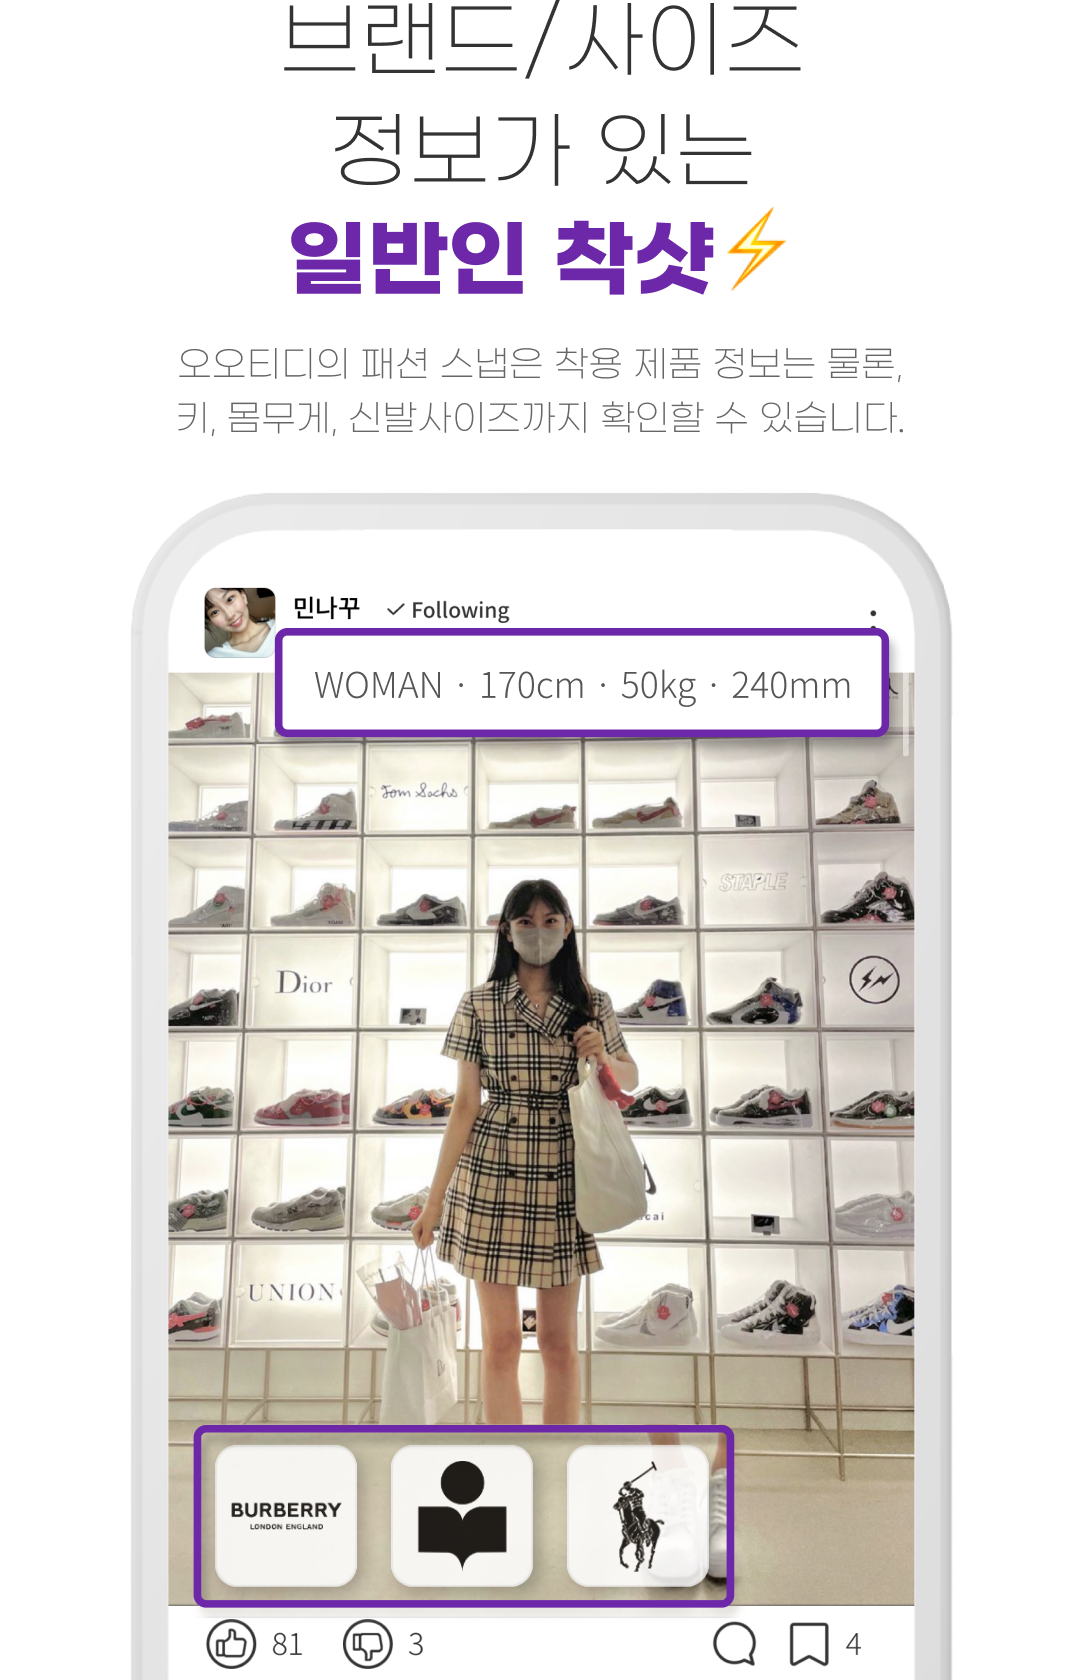 브랜드/사이즈
정보가 있는
일반인 착샷⚡
오오티디의 패션 스냅은 착용 제품 정보는 물론,
키, 몸무게, 신발사이즈까지 확인할 수 있습니다.
민나꾸 ✓ Following
WOMAN · 170cm · 50kg · 240mm
Tom Sachs
STAPLE
Dior
cai
UNION
BURBERRY
LONDON ENGLAND
81 3 4